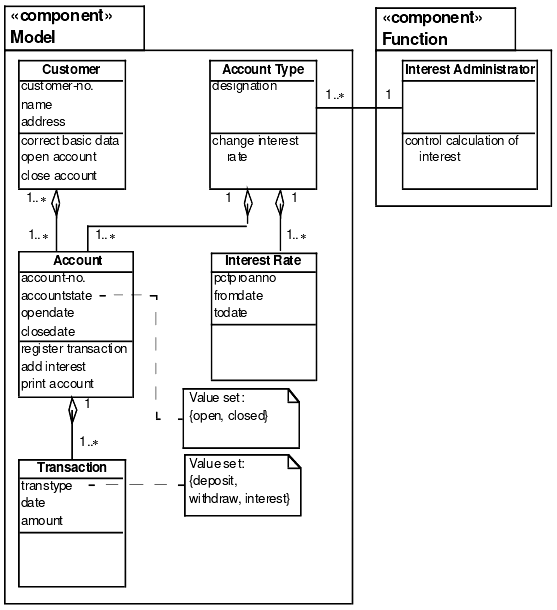 «component»
Model
Customer
customer-no.
name
address
correct basic data
open account
close account
Account Type
designation
change interest
rate
1..*
1
«component»
Function
Interest Administrator
control calculation of
interest
1..*
1..*
1
1..*
1
1..*
Account
account-no.
accountstate
opendate
closedate
register transaction
add interest
print account
Interest Rate
pctproanno
fromdate
todate
1
1..*
Value set:
{open, closed}
Transaction
transtype
date
amount
Value set:
{deposit,
withdraw, interest}